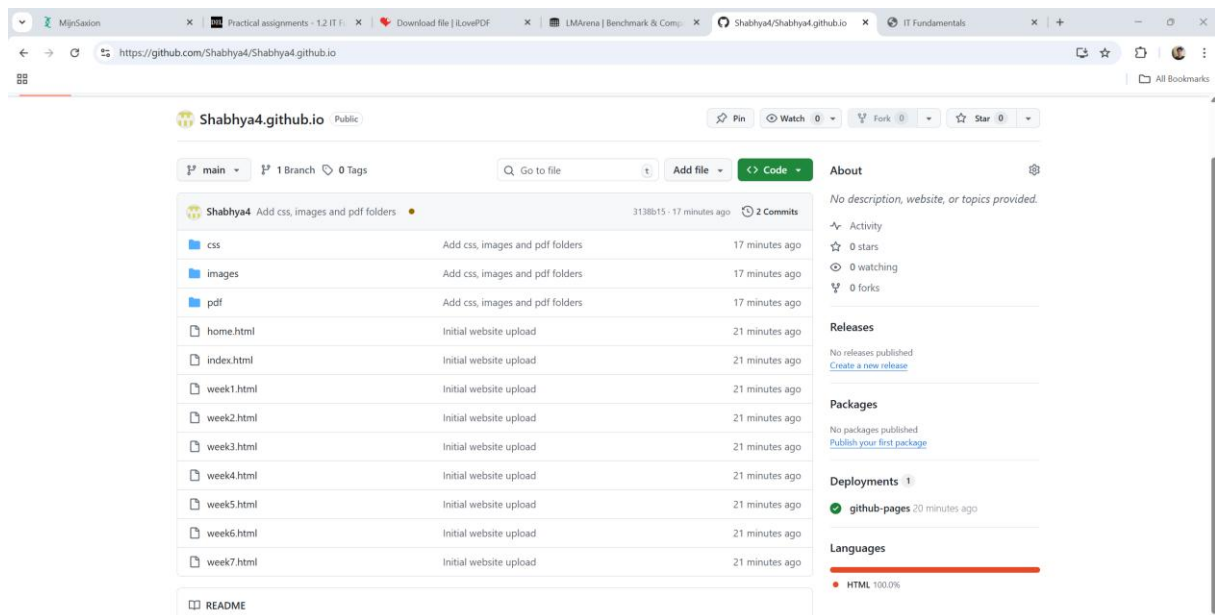 MijnSaxion
Practical assignments - 1.2 IT F
Download file | iLovePDF
LMArena | Benchmark & Comp
Shabhya4/Shabhya4.github.io
IT Fundamentals
https://github.com/Shabhya4/Shabhya4.github.io
All Bookmarks
Shabhya4.github.io Public
Pin Watch 0 Fork 0 Star 0
main 1 Branch 0 Tags Go to file t Add file Code
Shabhya4 Add css, images and pdf folders 3138b15 · 17 minutes ago 2 Commits
css Add css, images and pdf folders 17 minutes ago
images Add css, images and pdf folders 17 minutes ago
pdf Add css, images and pdf folders 17 minutes ago
home.html Initial website upload 21 minutes ago
index.html Initial website upload 21 minutes ago
week1.html Initial website upload 21 minutes ago
week2.html Initial website upload 21 minutes ago
week3.html Initial website upload 21 minutes ago
week4.html Initial website upload 21 minutes ago
week5.html Initial website upload 21 minutes ago
week6.html Initial website upload 21 minutes ago
week7.html Initial website upload 21 minutes ago
README
About
No description, website, or topics provided.
Activity
0 stars
0 watching
0 forks
Releases
No releases published
Create a new release
Packages
No packages published
Publish your first package
Deployments 1
github-pages 20 minutes ago
Languages
HTML 100.0%